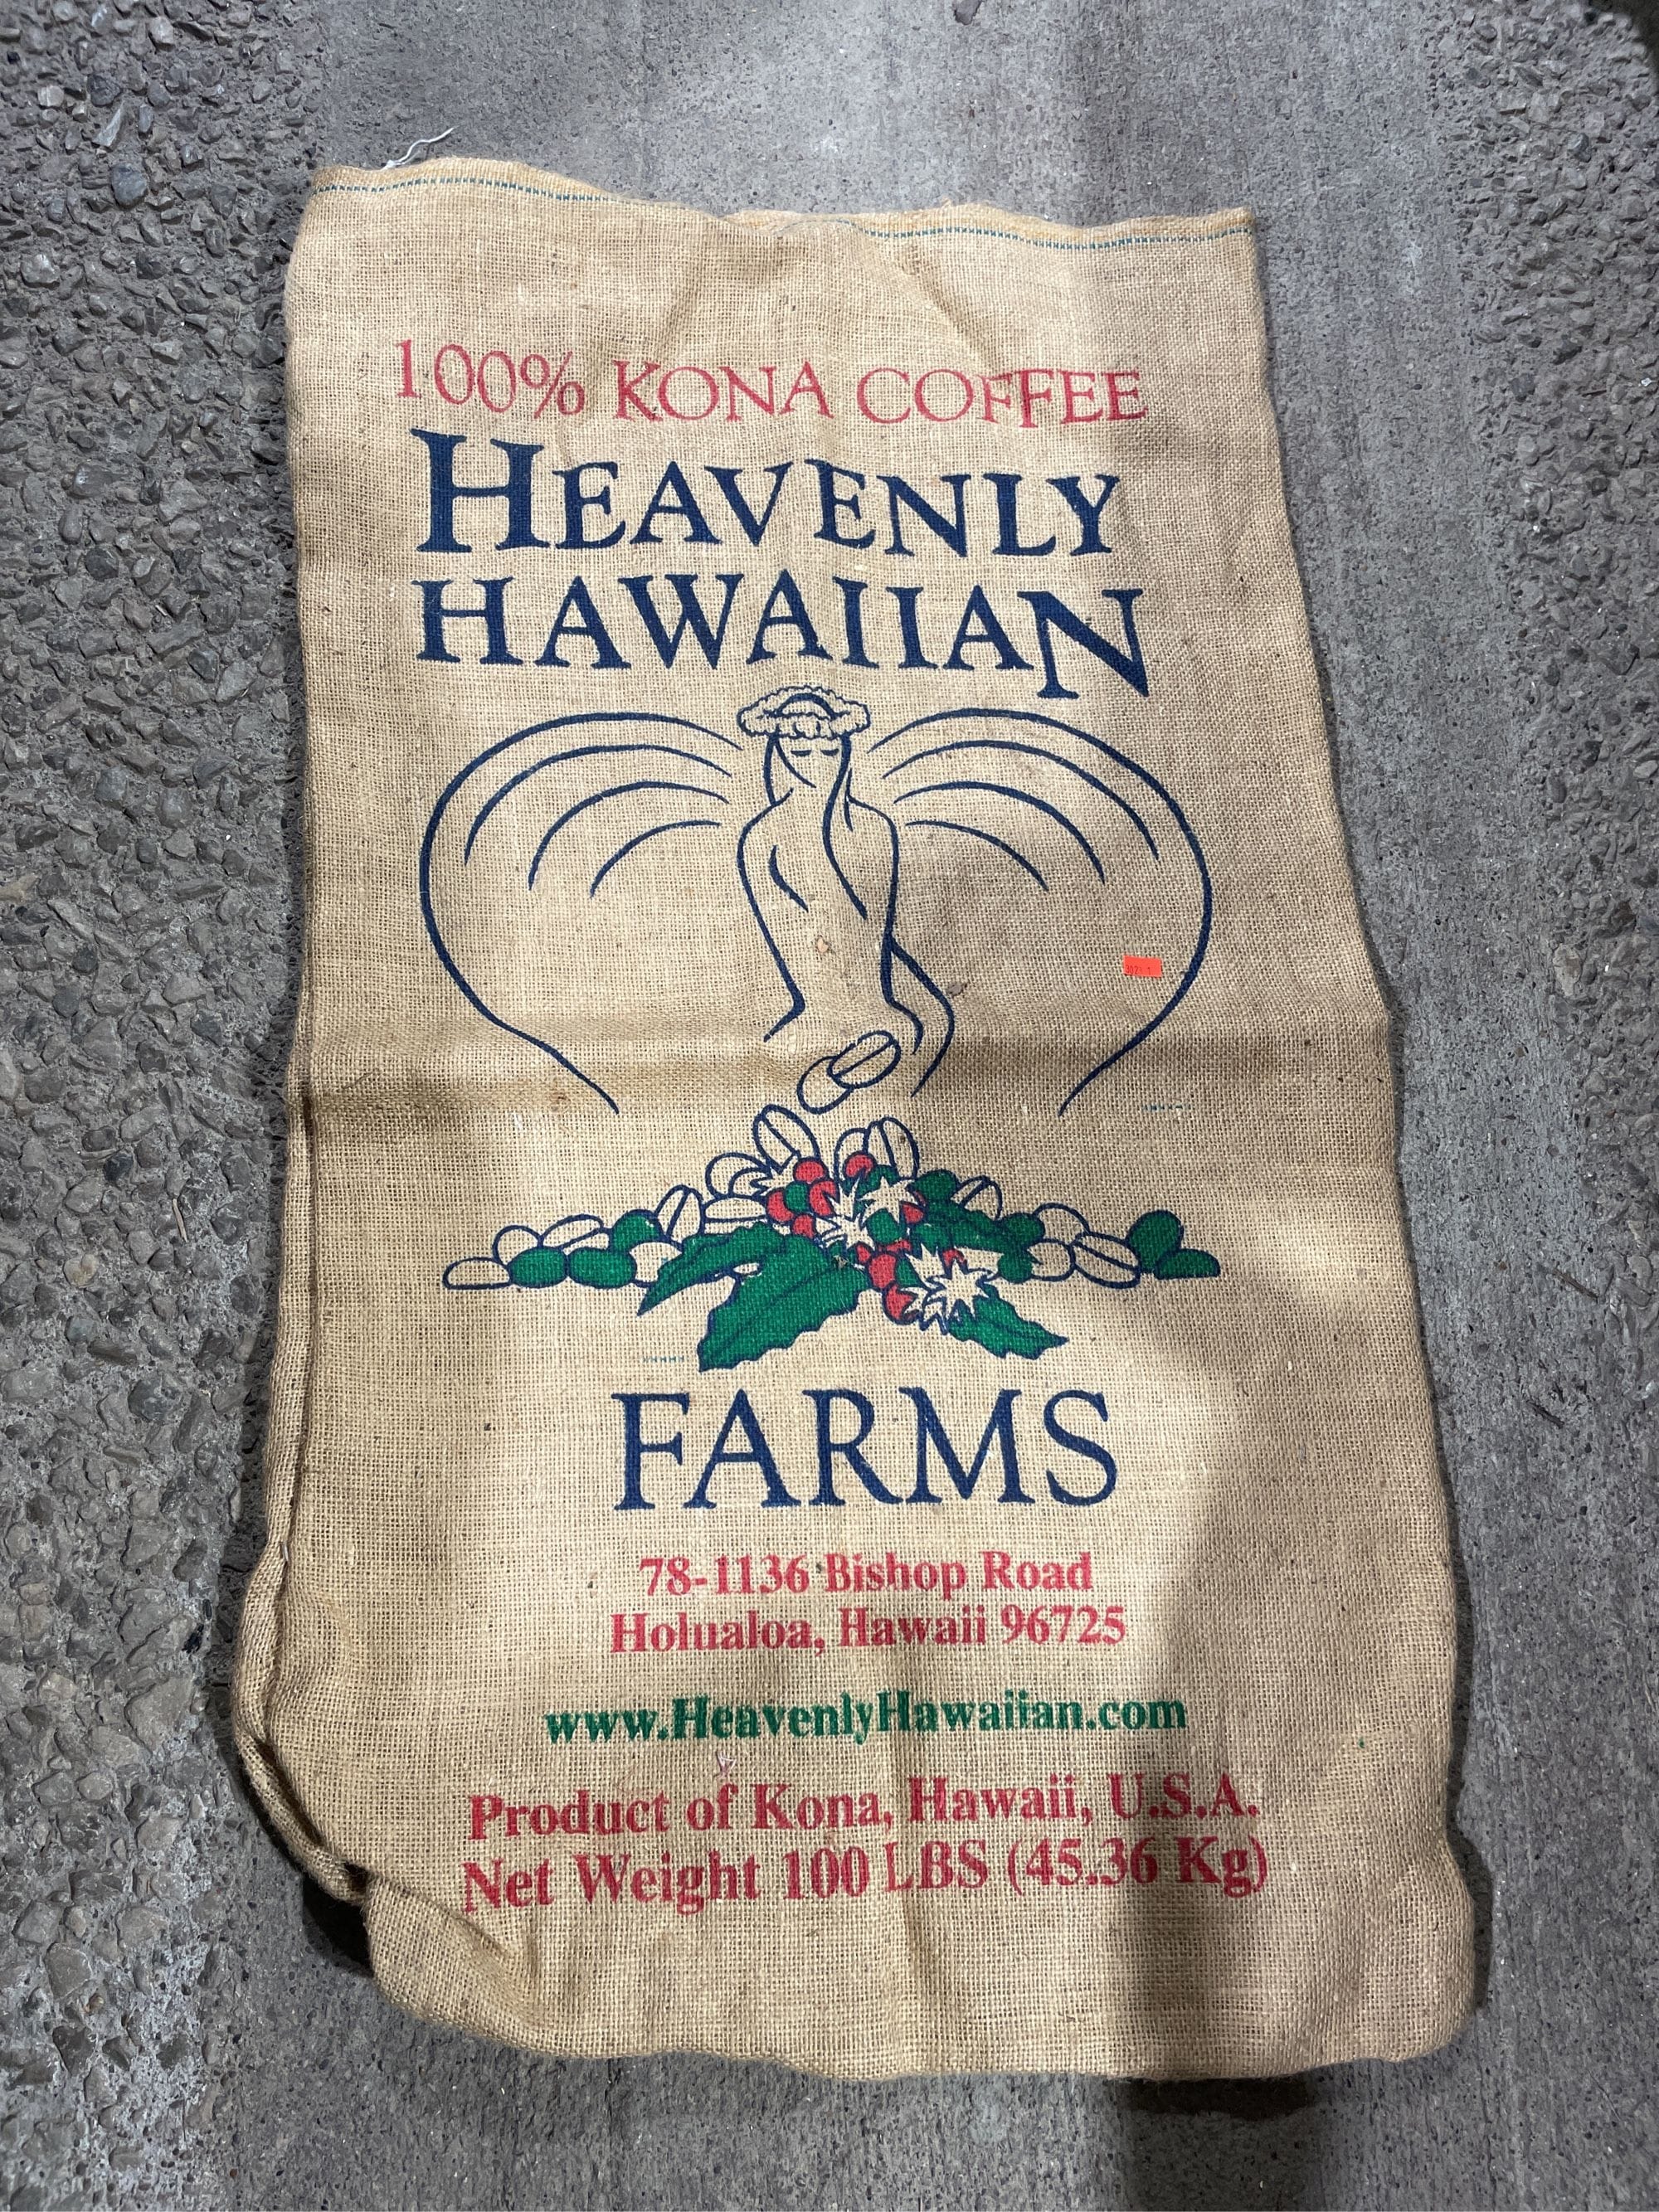 100% KONA COFFEE
HEAVENLY
HAWAIIAN
FARMS
78-1136 Bishop Road
Holualoa, Hawaii 96725
www.HeavenlyHawaiian.com
Product of Kona, Hawaii, U.S.A.
Net Weight 100 LBS (45.36 Kg)